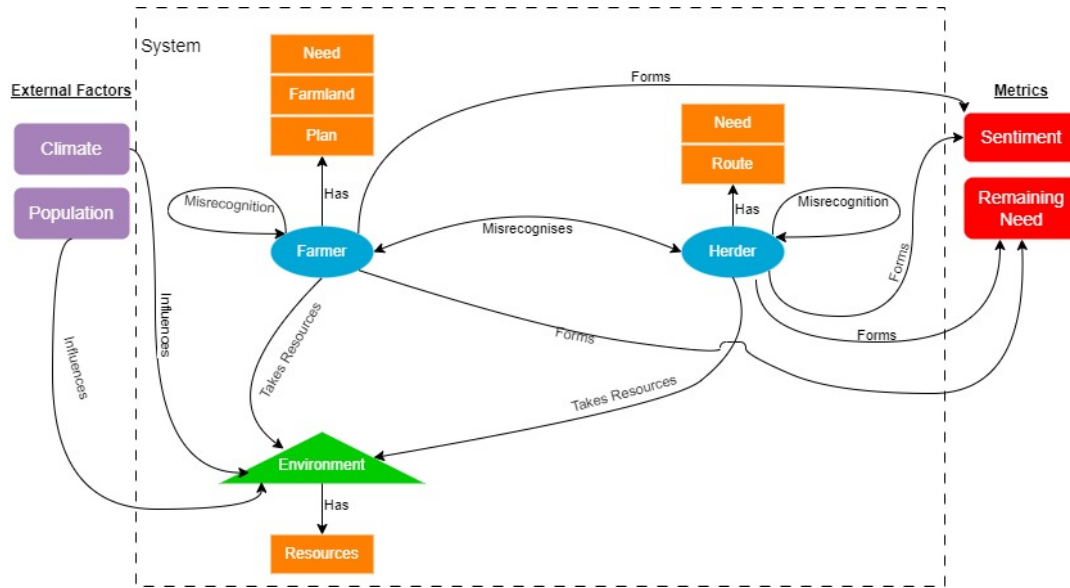 System
External Factors
Climate
Population
Need
Farmland
Plan
Has
Misrecognition
Farmer
Misrecognises
Need
Route
Has
Misrecognition
Herder
Forms
Metrics
Sentiment
Remaining
Need
Forms
Forms
Forms
Influences
Influences
Takes Resources
Takes Resources
Environment
Has
Resources